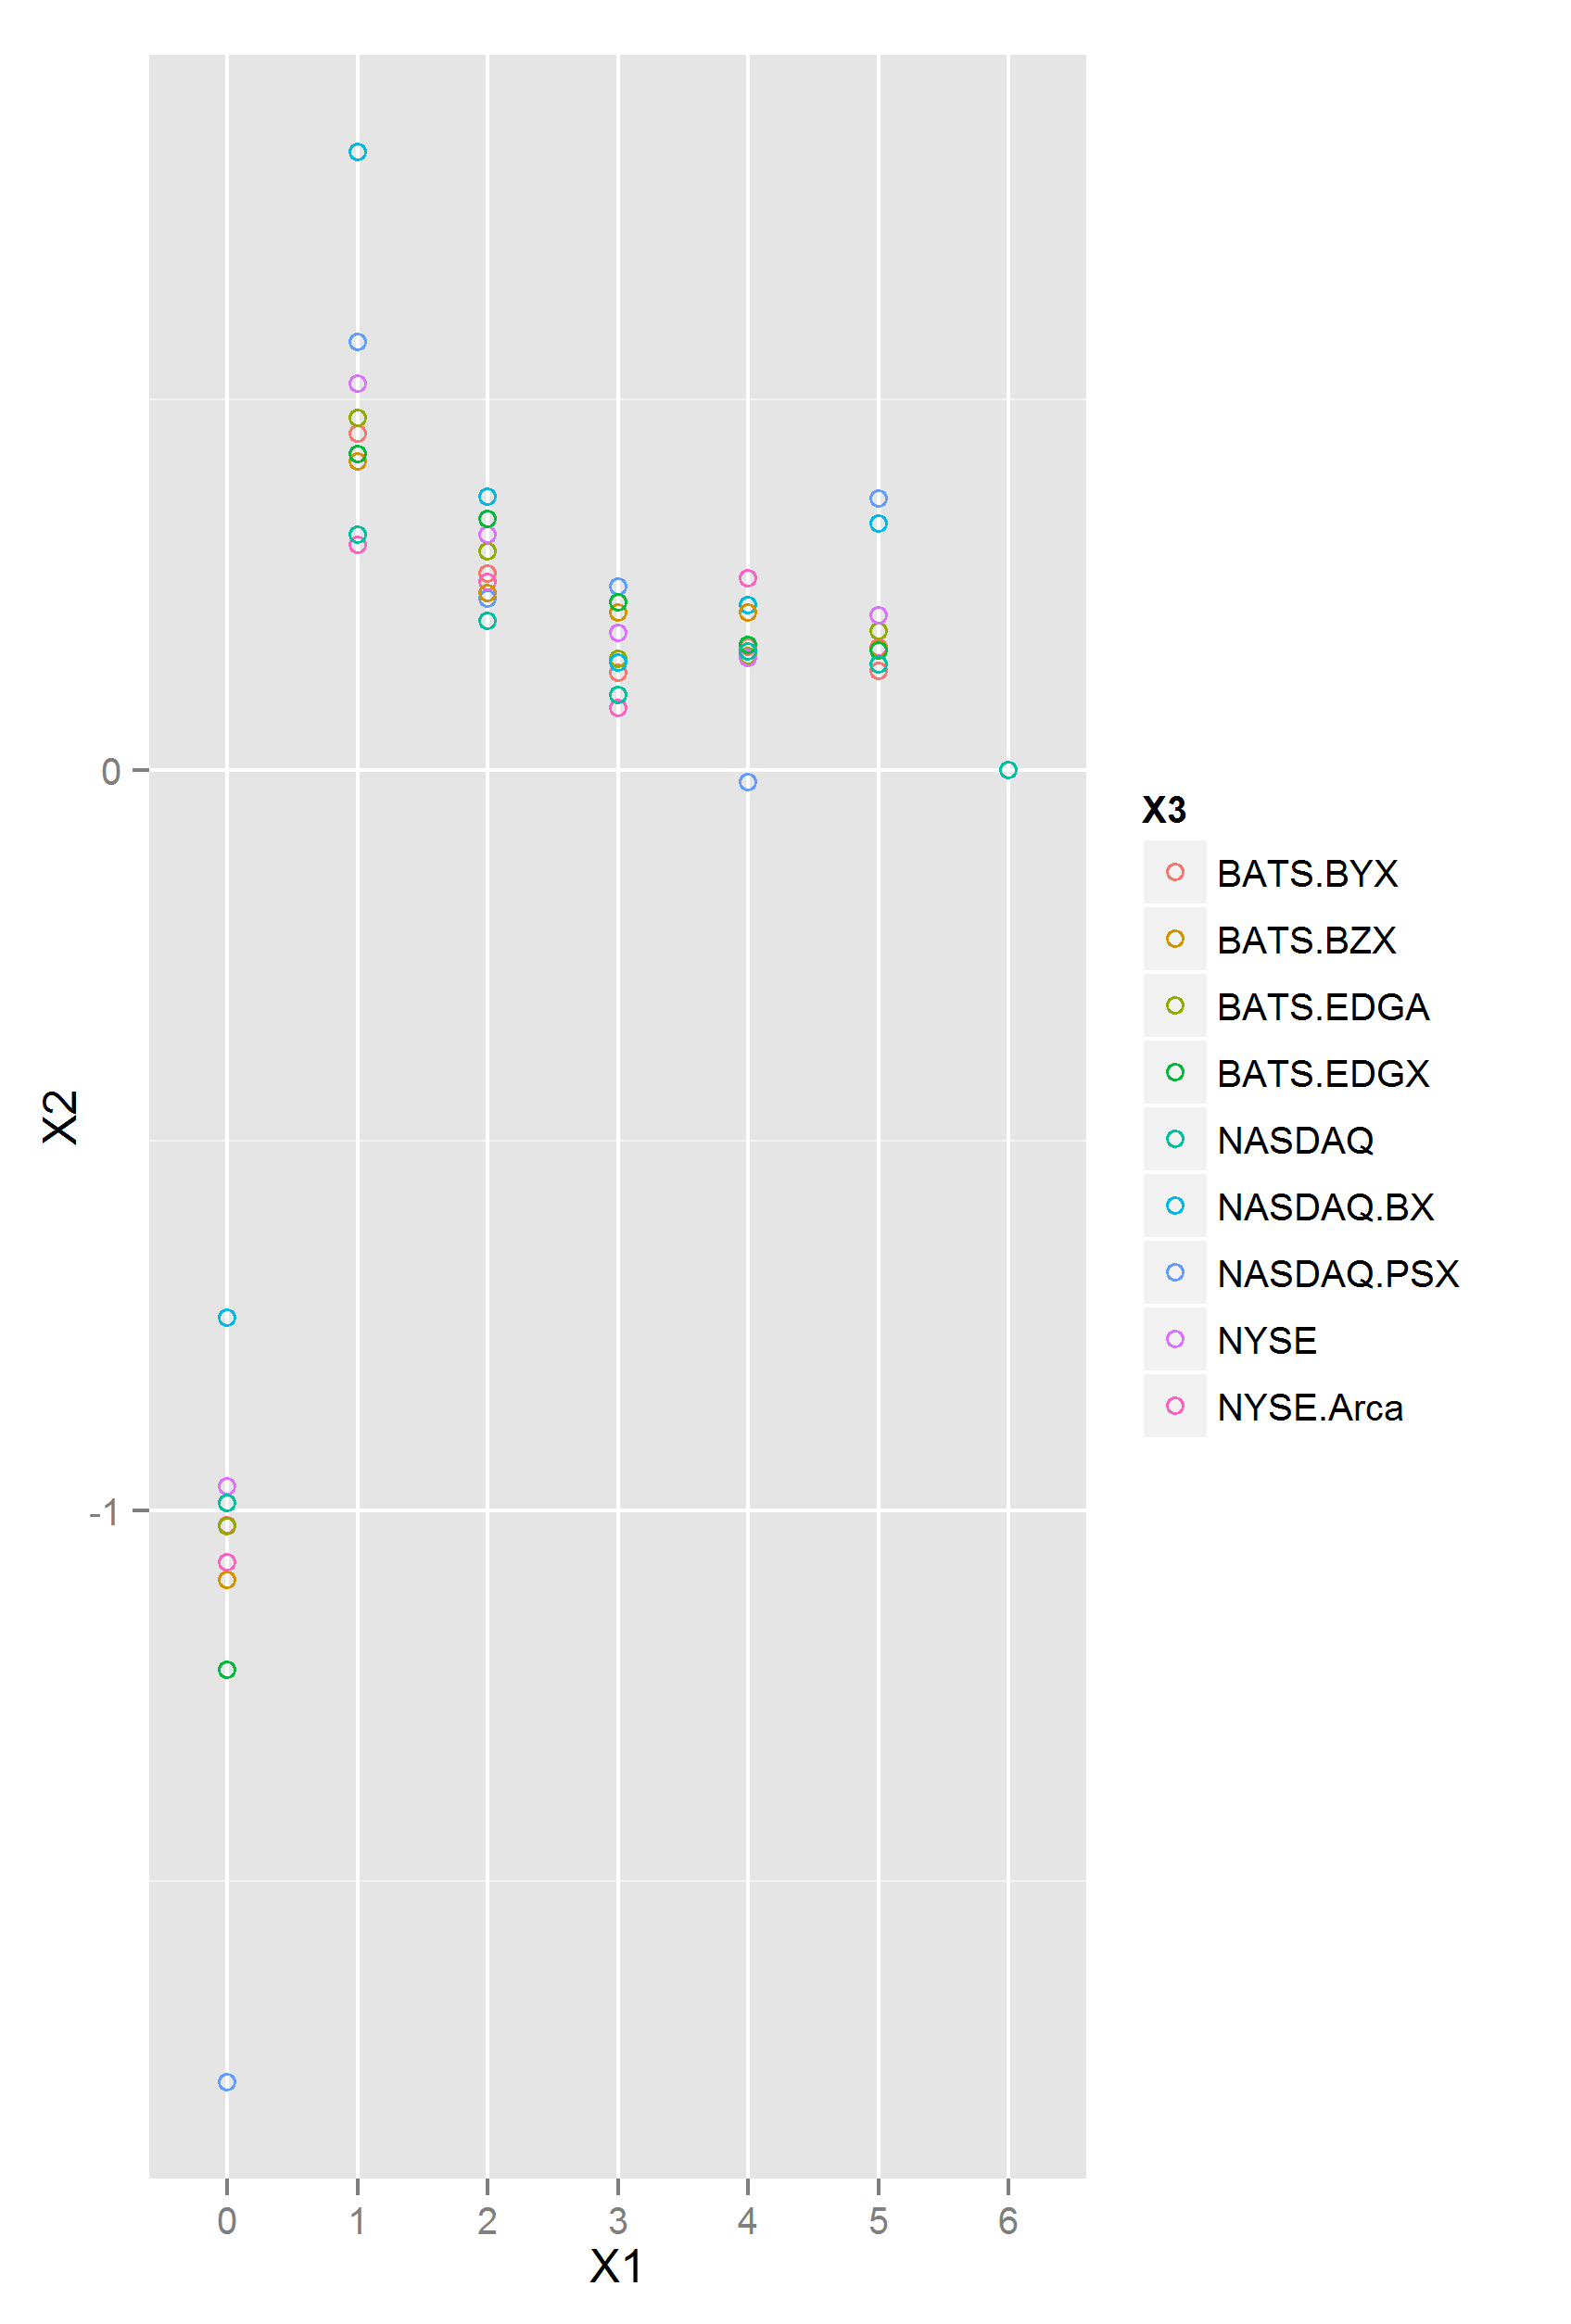 0
-1
X2
0 1 2 3 4 5 6
X1
X3
BATS.BYX
BATS.BZX
BATS.EDGA
BATS.EDGX
NASDAQ
NASDAQ.BX
NASDAQ.PSX
NYSE
NYSE.Arca